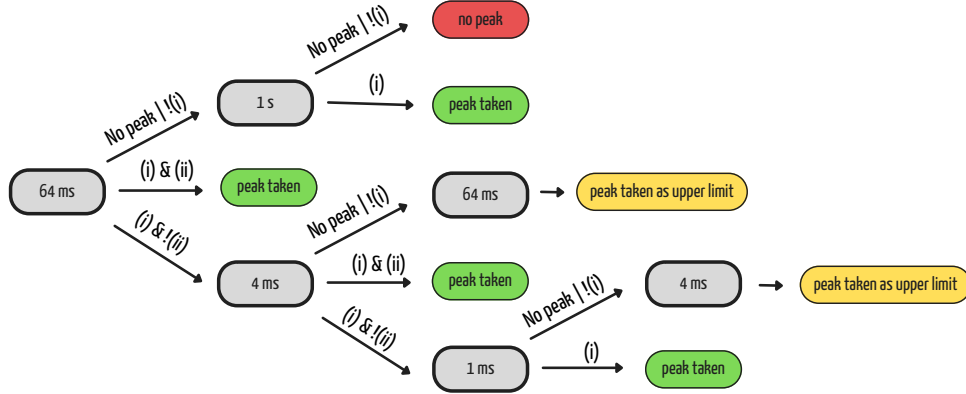 No peak | !(i)
no peak
1 s
(i)
peak taken
No peak | !(i)
64 ms
(i) & (ii)
peak taken
(i) & !(ii)
No peak | !(i)
64 ms
peak taken as upper limit
4 ms
(i) & (ii)
peak taken
(i) & !(ii)
No peak | !(i)
4 ms
peak taken as upper limit
1 ms
(i)
peak taken